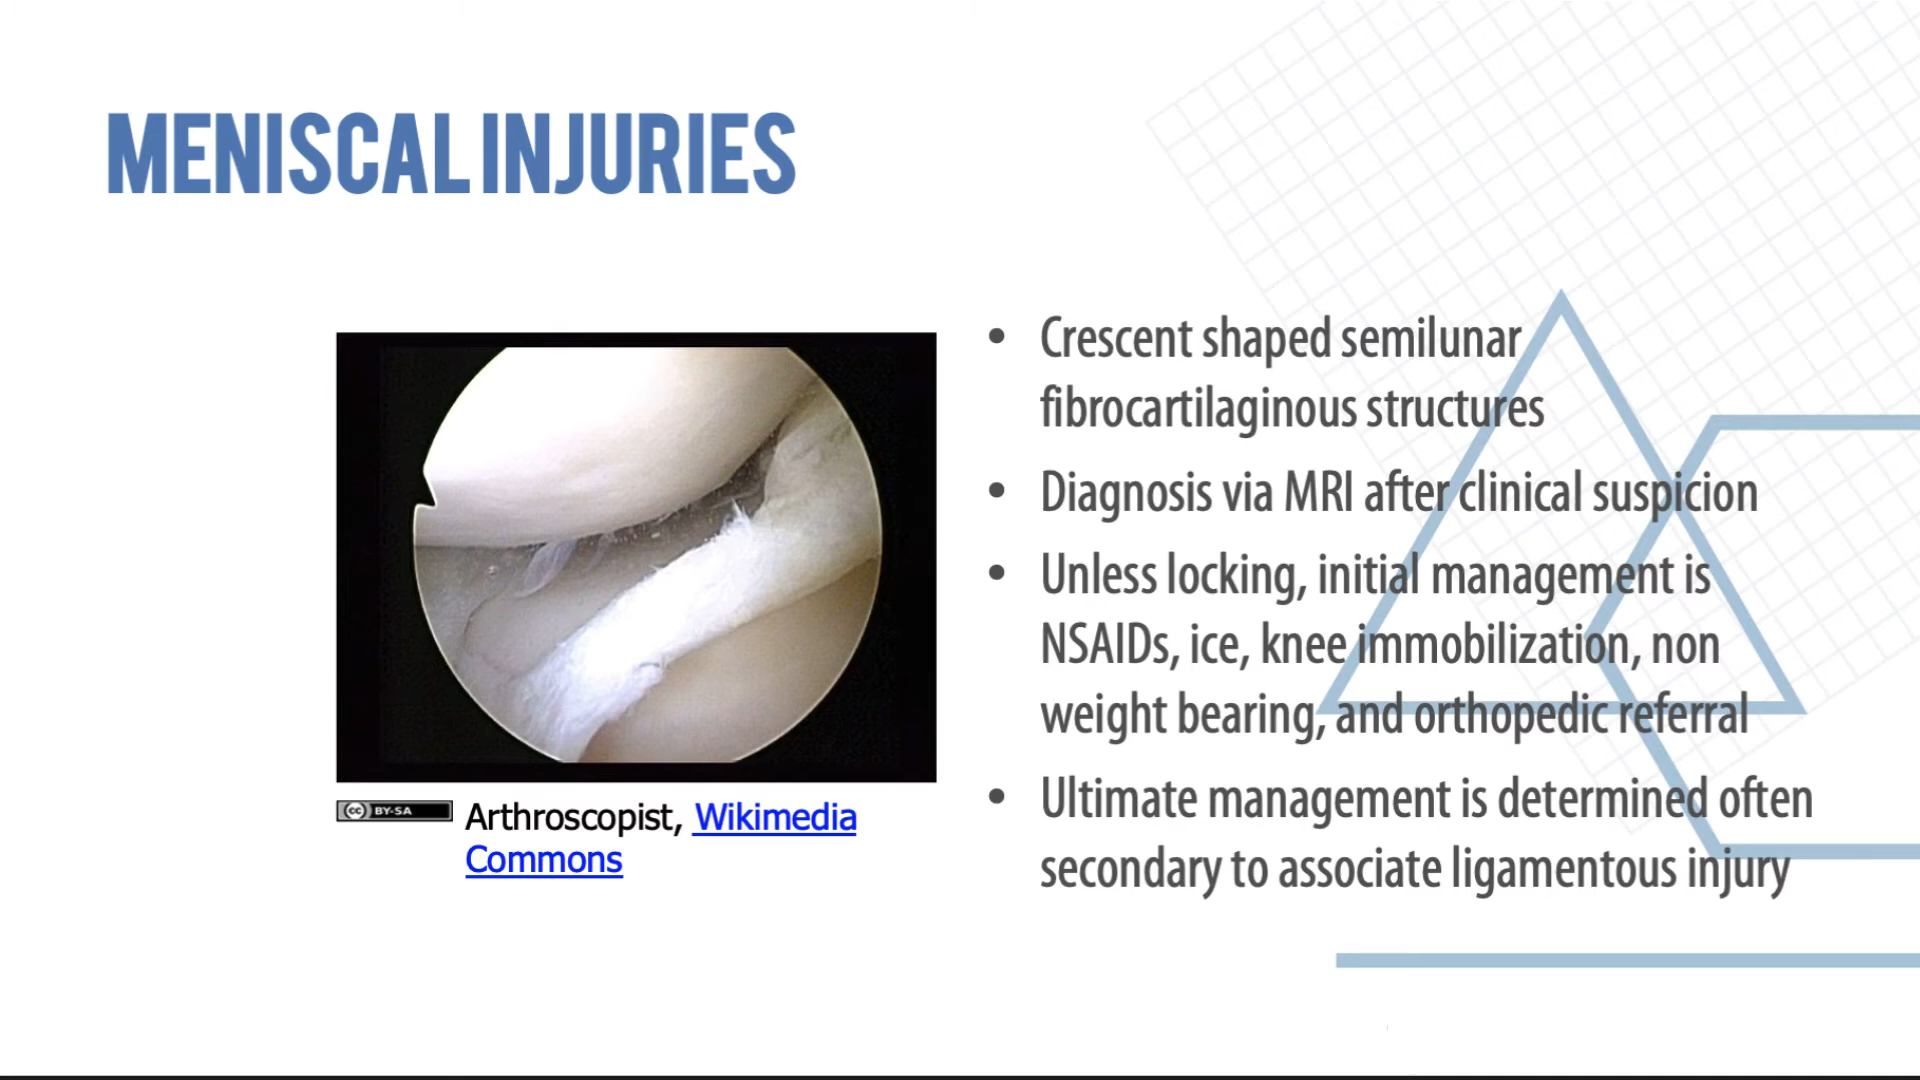 MENISCAL INJURIES
• Crescent shaped semilunar
fibrocartilaginous structures
• Diagnosis via MRI after clinical suspicion
• Unless locking, initial management is
NSAIDs, ice, knee immobilization, non
weight bearing, and orthopedic referral
• Ultimate management is determined often
secondary to associate ligamentous injury
cc BY-SA
Arthroscopist, Wikimedia
Commons